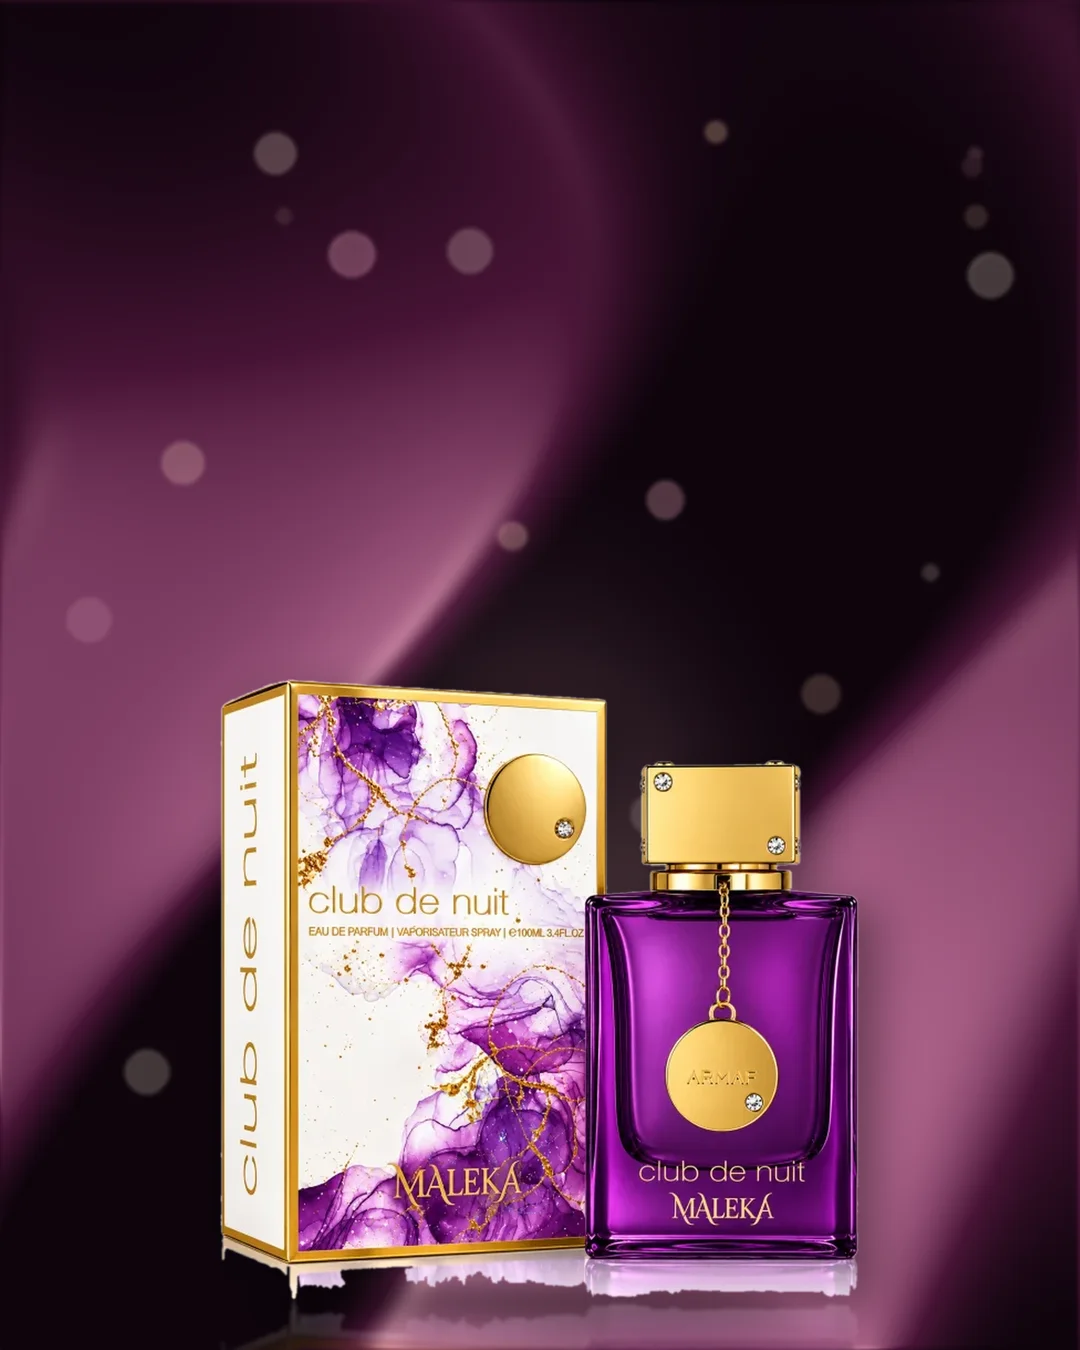 club de nuit
club de nuit
EAU DE PARFUM | VAPORISATEUR SPRAY | ℮100ML 3.4FL.OZ
MALEKA
ARMAF
club de nuit
MALEKA